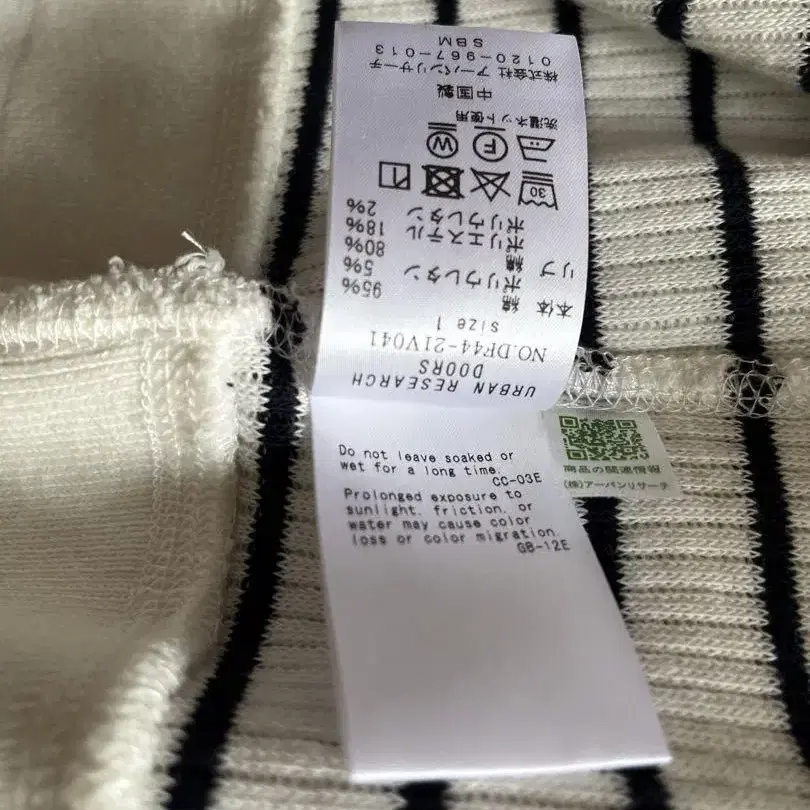 URBAN RESEARCH
DOORS
NO.DF44-21V041
Size 1
本体 綿 95%
ポリウレタン 5%
リブ 綿 80%
ポリエステル 18%
ポリウレタン 2%
30
F W
洗濯ネット使用
中国製
株式会社 アーバンリサーチ
0120-967-013
SBM
Do not leave soaked or
wet for a long time.
CC-03E
Prolonged exposure to
sunlight, friction, or
water may cause color
loss or color migration.
GB-12E
商品の関連情報
(株)アーバンリサーチ